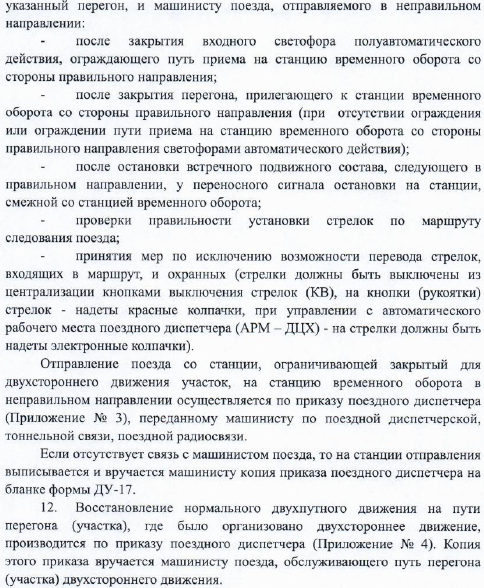 указанный перегон, и машинисту поезда, отправляемого в неправильном
направлении:
- после закрытия входного светофора полуавтоматического
действия, ограждающего путь приема на станцию временного оборота со
стороны правильного направления;
- после закрытия перегона, прилегающего к станции временного
оборота со стороны правильного направления (при отсутствии ограждения
или ограждении пути приема на станцию временного оборота со стороны
правильного направления светофорами автоматического действия);
- после остановки встречного подвижного состава, следующего в
правильном направлении, у переносного сигнала остановки на станции,
смежной со станцией временного оборота;
- проверки правильности установки стрелок по маршруту
следования поезда;
- принятия мер по исключению возможности перевода стрелок,
входящих в маршрут, и охранных (стрелки должны быть выключены из
централизации кнопками выключения стрелок (КВ), на кнопки (рукоятки)
стрелок - надеты красные колпачки, при управлении с автоматического
рабочего места поездного диспетчера (АРМ – ДЦХ) - на стрелки должны быть
надеты электронные колпачки).
Отправление поезда со станции, ограничивающей закрытый для
двухстороннего движения участок, на станцию временного оборота в
неправильном направлении осуществляется по приказу поездного диспетчера
(Приложение № 3), переданному машинисту по поездной диспетчерской,
тоннельной связи, поездной радиосвязи.
Если отсутствует связь с машинистом поезда, то на станции отправления
выписывается и вручается машинисту копия приказа поездного диспетчера на
бланке формы ДУ-17.
12. Восстановление нормального двухпутного движения на пути
перегона (участка), где было организовано двухстороннее движение,
производится по приказу поездного диспетчера (Приложение № 4). Копия
этого приказа вручается машинисту поезда, обслуживающего путь перегона
(участка) двухстороннего движения.